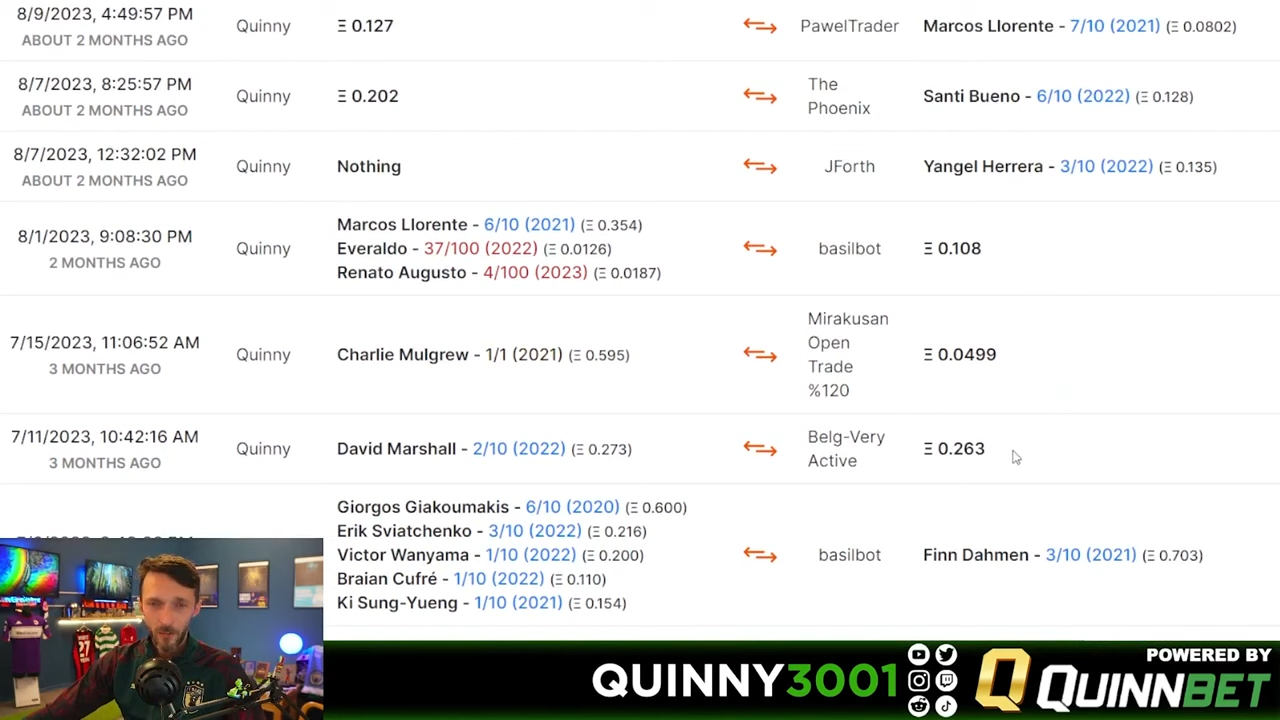 8/9/2023, 4:49:57 PM
ABOUT 2 MONTHS AGO
Quinny
Ξ 0.127
PawelTrader
Marcos Llorente - 7/10 (2021) (Ξ 0.0802)
8/7/2023, 8:25:57 PM
ABOUT 2 MONTHS AGO
Quinny
Ξ 0.202
The
Phoenix
Santi Bueno - 6/10 (2022) (Ξ 0.128)
8/7/2023, 12:32:02 PM
ABOUT 2 MONTHS AGO
Quinny
Nothing
JForth
Yangel Herrera - 3/10 (2022) (Ξ 0.135)
8/1/2023, 9:08:30 PM
2 MONTHS AGO
Quinny
Marcos Llorente - 6/10 (2021) (Ξ 0.354)
Everaldo - 37/100 (2022) (Ξ 0.0126)
Renato Augusto - 4/100 (2023) (Ξ 0.0187)
basilbot
Ξ 0.108
7/15/2023, 11:06:52 AM
3 MONTHS AGO
Quinny
Charlie Mulgrew - 1/1 (2021) (Ξ 0.595)
Mirakusan
Open
Trade
%120
Ξ 0.0499
7/11/2023, 10:42:16 AM
3 MONTHS AGO
Quinny
David Marshall - 2/10 (2022) (Ξ 0.273)
Belg-Very
Active
Ξ 0.263
Giorgos Giakoumakis - 6/10 (2020) (Ξ 0.600)
Erik Sviatchenko - 3/10 (2022) (Ξ 0.216)
Victor Wanyama - 1/10 (2022) (Ξ 0.200)
Braian Cufré - 1/10 (2022) (Ξ 0.110)
Ki Sung-Yueng - 1/10 (2021) (Ξ 0.154)
basilbot
Finn Dahmen - 3/10 (2021) (Ξ 0.703)
27
QUINNY3001
POWERED BY
QUINNBET